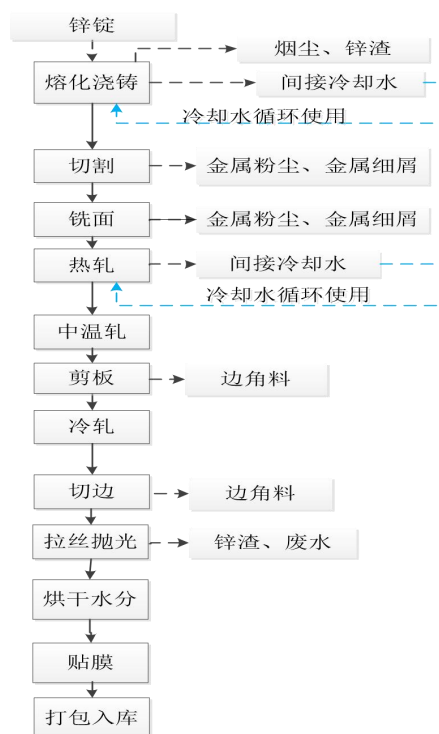 锌锭
烟尘、锌渣
熔化浇铸
间接冷却水
冷却水循环使用
切割
金属粉尘、金属细屑
铣面
金属粉尘、金属细屑
热轧
间接冷却水
冷却水循环使用
中温轧
剪板
边角料
冷轧
切边
边角料
拉丝抛光
锌渣、废水
烘干水分
贴膜
打包入库